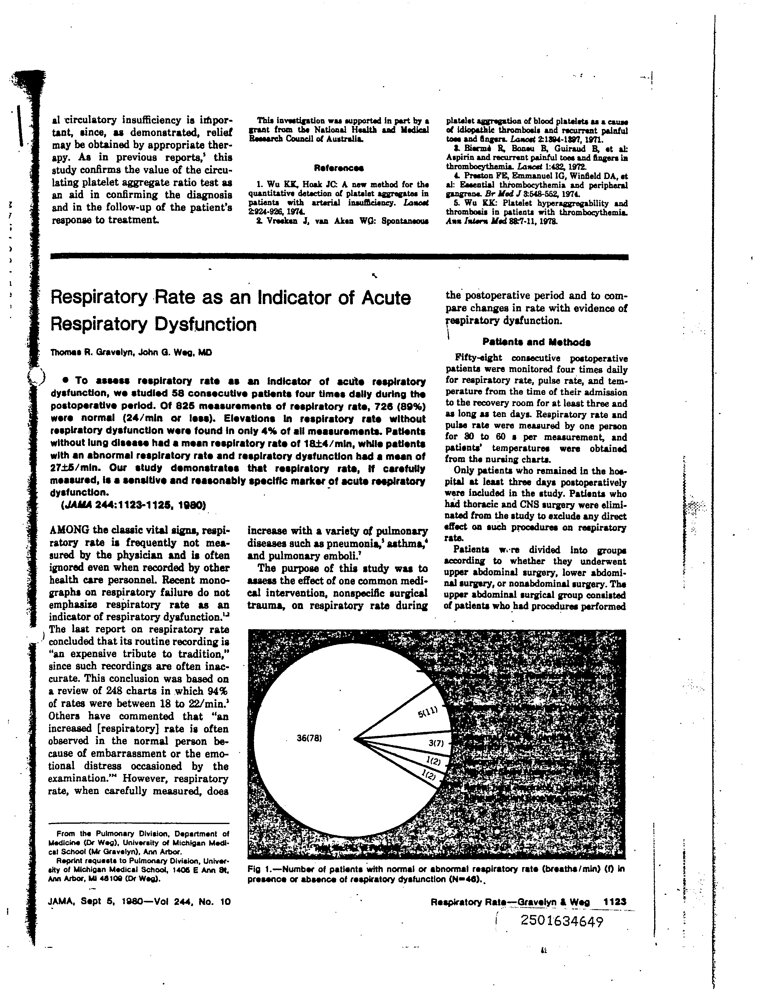 al circulatory insufficiency is impor-
tant, since, as demonstrated, relief
may be obtained by appropriate ther-
apy. As in previous reports,⁵ this
study confirms the value of the circu-
lating platelet aggregate ratio test as
an aid in confirming the diagnosis
and in the follow-up of the patient's
response to treatment.
This investigation was supported in part by a
grant from the National Health and Medical
Research Council of Australia.
References
1. Wu KK, Hoak JC: A new method for the
quantitative detection of platelet aggregates in
patients with arterial insufficiency. Lancet
2:924-926, 1974.
2. Vreeken J, van Aken WG: Spontaneous
platelet aggregation of blood platelets as a cause
of idiopathic thrombosis and recurrent painful
toes and fingers. Lancet 2:1394-1397, 1971.
3. Biermé R, Boneu B, Guiraud B, et al:
Aspirin and recurrent painful toes and fingers in
thrombocythemia. Lancet 1:432, 1972.
4. Preston FE, Emmanuel IG, Winfield DA, et
al: Essential thrombocythemia and peripheral
gangrene. Br Med J 3:548-552, 1974.
5. Wu KK: Platelet hyperaggregability and
thrombosis in patients with thrombocythemia.
Ann Intern Med 88:7-11, 1978.
Respiratory Rate as an Indicator of Acute
Respiratory Dysfunction
Thomas R. Gravelyn, John G. Weg, MD
● To assess respiratory rate as an indicator of acute respiratory
dysfunction, we studied 58 consecutive patients four times daily during the
postoperative period. Of 825 measurements of respiratory rate, 726 (89%)
were normal (24/min or less). Elevations in respiratory rate without
respiratory dysfunction were found in only 4% of all measurements. Patients
without lung disease had a mean respiratory rate of 18±4/min, while patients
with an abnormal respiratory rate and respiratory dysfunction had a mean of
27±5/min. Our study demonstrates that respiratory rate, if carefully
measured, is a sensitive and reasonably specific marker of acute respiratory
dysfunction.
(JAMA 244:1123-1125, 1980)
AMONG the classic vital signs, respi-
ratory rate is frequently not mea-
sured by the physician and is often
ignored even when recorded by other
health care personnel. Recent mono-
graphs on respiratory failure do not
emphasize respiratory rate as an
indicator of respiratory dysfunction.¹,²
The last report on respiratory rate
concluded that its routine recording is
"an expensive tribute to tradition,"
since such recordings are often inac-
curate. This conclusion was based on
a review of 248 charts in which 94%
of rates were between 18 to 22/min.³
Others have commented that "an
increased [respiratory] rate is often
observed in the normal person be-
cause of embarrassment or the emo-
tional distress occasioned by the
examination."⁴ However, respiratory
rate, when carefully measured, does
From the Pulmonary Division, Department of
Medicine (Dr Weg), University of Michigan Medi-
cal School (Mr Gravelyn), Ann Arbor.
Reprint requests to Pulmonary Division, Univer-
sity of Michigan Medical School, 1405 E Ann St,
Ann Arbor, MI 48109 (Dr Weg).
increase with a variety of pulmonary
diseases such as pneumonia,⁵ asthma,⁶
and pulmonary emboli.⁷
The purpose of this study was to
assess the effect of one common medi-
cal intervention, nonspecific surgical
trauma, on respiratory rate during
the postoperative period and to com-
pare changes in rate with evidence of
respiratory dysfunction.
Patients and Methods
Fifty-eight consecutive postoperative
patients were monitored four times daily
for respiratory rate, pulse rate, and tem-
perature from the time of their admission
to the recovery room for at least three and
as long as ten days. Respiratory rate and
pulse rate were measured by one person
for 30 to 60 s per measurement, and
patients' temperatures were obtained
from the nursing charts.
Only patients who remained in the hos-
pital at least three days postoperatively
were included in the study. Patients who
had thoracic and CNS surgery were elimi-
nated from the study to exclude any direct
effect on such procedures on respiratory
rate.
Patients were divided into groups
according to whether they underwent
upper abdominal surgery, lower abdomi-
nal surgery, or nonabdominal surgery. The
upper abdominal surgical group consisted
of patients who had procedures performed
36(78)
5(11)
3(7)
1(2)
1(2)
Fig 1.—Number of patients with normal or abnormal respiratory rate (breaths/min) (f) in
presence or absence of respiratory dysfunction (N=46).
JAMA, Sept 5, 1980—Vol 244, No. 10
Respiratory Rate—Gravelyn & Weg 1123
2501634649